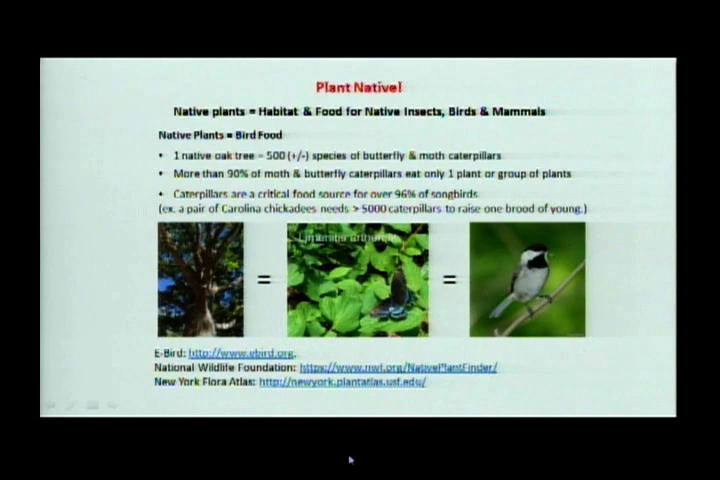 Plant Native!
Native plants = Habitat & Food for Native Insects, Birds & Mammals
Native Plants = Bird Food
• 1 native oak tree = 500 (+/-) species of butterfly & moth caterpillars
• More than 90% of moth & butterfly caterpillars eat only 1 plant or group of plants
• Caterpillars are a critical food source for over 96% of songbirds
(ex. a pair of Carolina chickadees needs > 5000 caterpillars to raise one brood of young.)
Limenitis arthemis
= =
E-Bird: http://www.ebird.org.
National Wildlife Foundation: https://www.nwf.org/NativePlantFinder/
New York Flora Atlas: http://newyork.plantatlas.usf.edu/